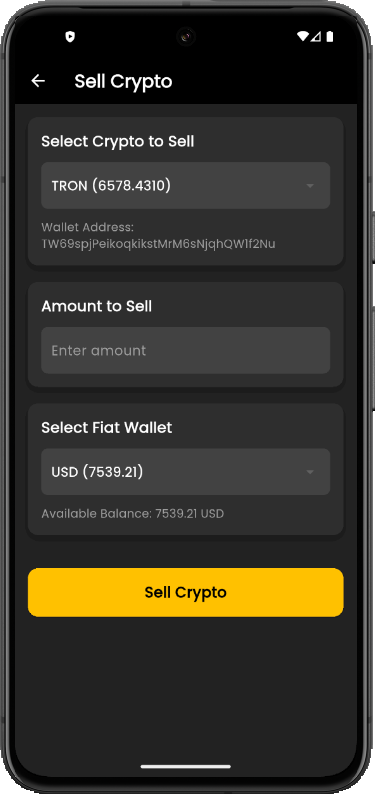 Sell Crypto
Select Crypto to Sell
TRON (6578.4310)
Wallet Address:
TW69spjPeikoqkikstMrM6sNjqhQW1f2Nu
Amount to Sell
Enter amount
Select Fiat Wallet
USD (7539.21)
Available Balance: 7539.21 USD
Sell Crypto